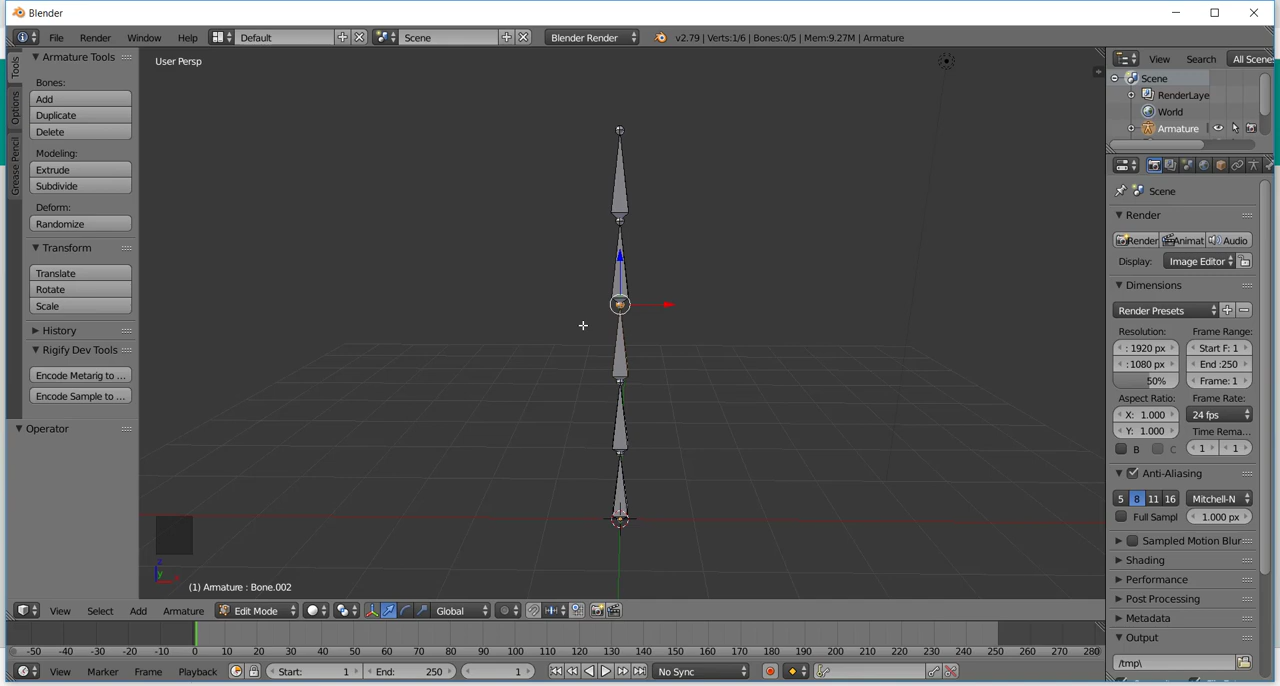 Blender
File Render Window Help Default Scene Blender Render v2.79 | Verts:1/6 | Bones:0/5 | Mem:9.27M | Armature
Tools
Options
Grease Pencil
Armature Tools
Bones:
Add
Duplicate
Delete
Modeling:
Extrude
Subdivide
Deform:
Randomize
Transform
Translate
Rotate
Scale
History
Rigify Dev Tools
Encode Metarig to ...
Encode Sample to ...
Operator
User Persp
z
y
x
(1) Armature : Bone.002
View Select Add Armature Edit Mode Global
-50 -40 -30 -20 -10 0 10 20 30 40 50 60 70 80 90 100 110 120 130 140 150 160 170 180 190 200 210 220 230 240 250 260 270 280
View Marker Frame Playback Start: 1 End: 250 1 No Sync
View Search All Scenes
Scene
RenderLaye
World
Armature
Scene
Render
Render Animat Audio
Display: Image Editor
Dimensions
Render Presets
Resolution: Frame Range:
: 1920 px Start F: 1
: 1080 px End :250
50% Frame: 1
Aspect Ratio: Frame Rate:
X: 1.000 24 fps
Y: 1.000 Time Rema...
B C 1 1
Anti-Aliasing
5 8 11 16 Mitchell-N
Full Sampl 1.000 px
Sampled Motion Blur
Shading
Performance
Post Processing
Metadata
Output
/tmp\